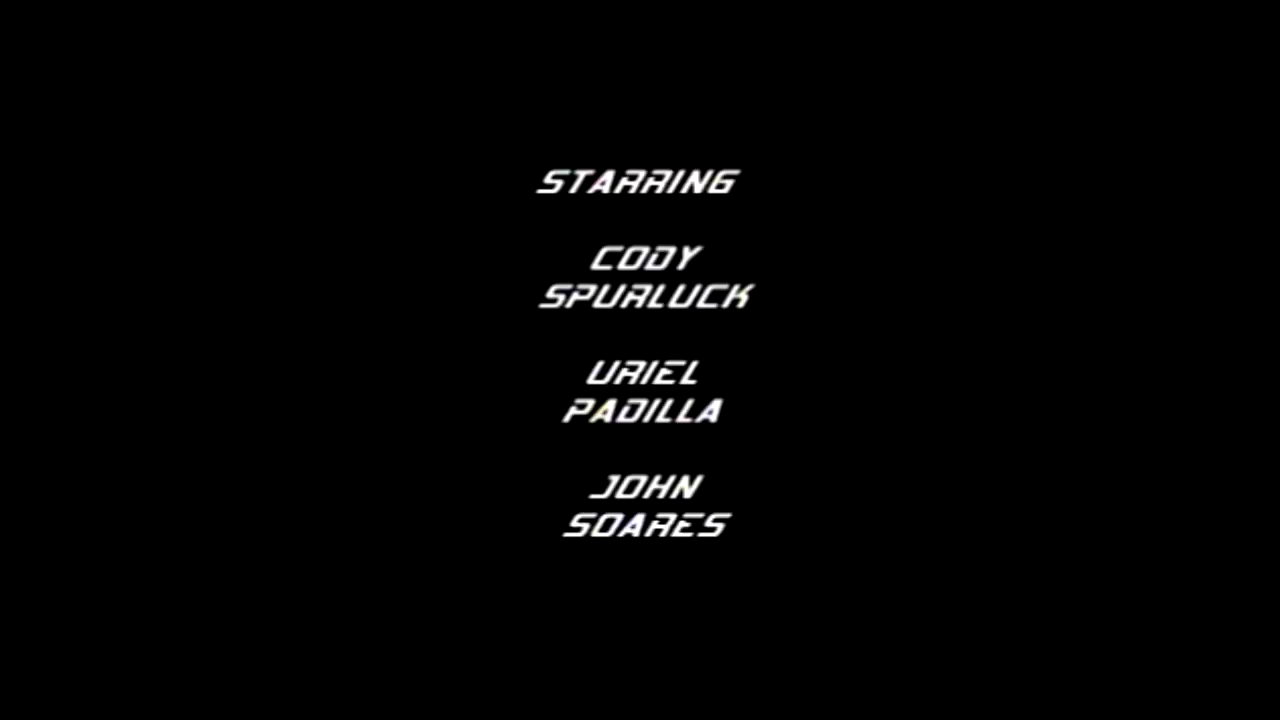 STARRING
CODY
SPURLUCK
URIEL
PADILLA
JOHN
SOARES